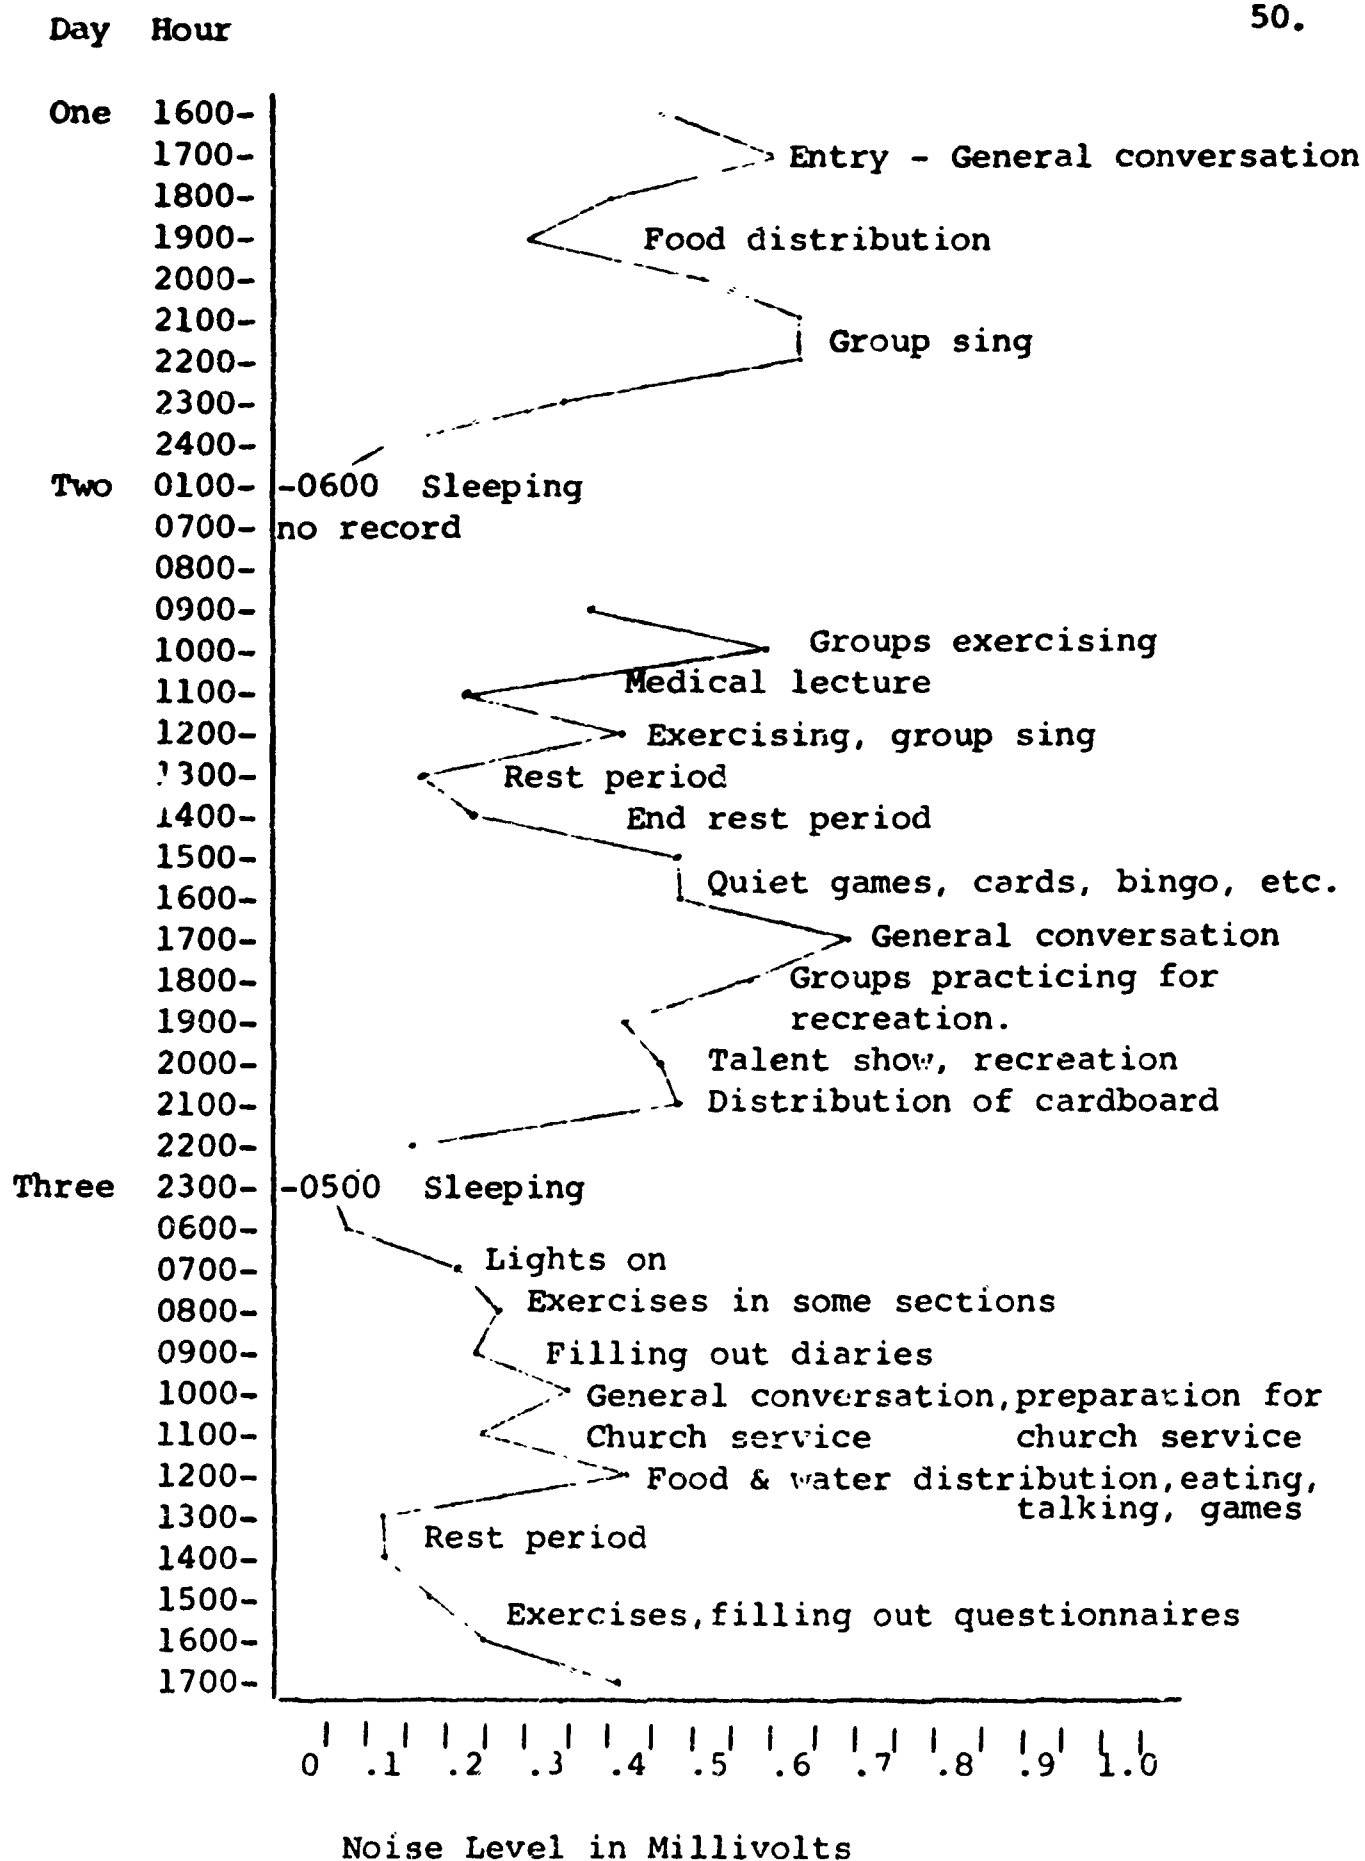 50.
Day Hour
One 1600-
1700- Entry - General conversation
1800-
1900- Food distribution
2000-
2100-
Group sing
2200-
2300-
2400-
Two 0100- -0600 Sleeping
0700- no record
0800-
0900-
1000- Groups exercising
1100- Medical lecture
1200- Exercising, group sing
1300- Rest period
1400- End rest period
1500-
Quiet games, cards, bingo, etc.
1600-
1700- General conversation
1800- Groups practicing for
1900- recreation.
2000- Talent show, recreation
2100- Distribution of cardboard
2200-
Three 2300- -0500 Sleeping
0600-
0700- Lights on
0800- Exercises in some sections
0900- Filling out diaries
1000- General conversation, preparation for
1100- Church service church service
1200- Food & water distribution, eating,
1300- talking, games
Rest period
1400-
1500-
Exercises, filling out questionnaires
1600-
1700-
0 .1 .2 .3 .4 .5 .6 .7 .8 .9 1.0
Noise Level in Millivolts